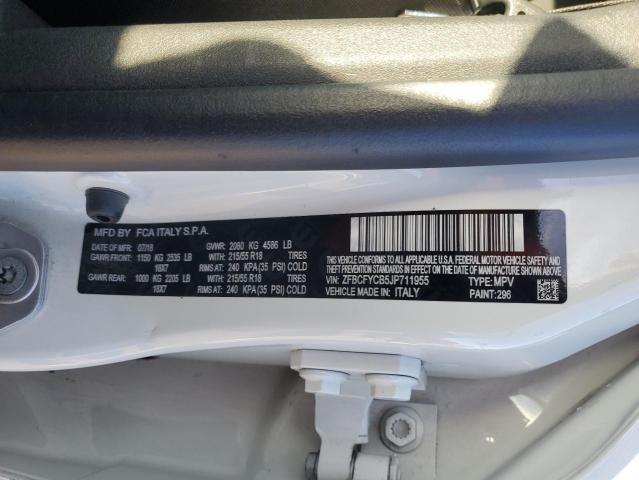 MFD BY FCA ITALY S.P.A.
DATE OF MFR: 07/18 GVWR: 2080 KG 4586 LB
GAWR FRONT: 1150 KG 2535 LB WITH: 215/55 R18 TIRES
18X7 RIMS AT: 240 KPA(35 PSI) COLD
GAWR REAR: 1000 KG 2205 LB WITH: 215/55 R18 TIRES
18X7 RIMS AT: 240 KPA(35 PSI) COLD
THIS VEHICLE CONFORMS TO ALL APPLICABLE U.S.A. FEDERAL MOTOR VEHICLE
SAFETY, BUMPER, AND THEFT PREVENTION STANDARDS IN EFFECT ON THE DATE OF MANUFACTURE SHOWN ABOVE.
VIN: ZFBCFYCB5JP711955 TYPE: MPV
VEHICLE MADE IN: ITALY PAINT: 296